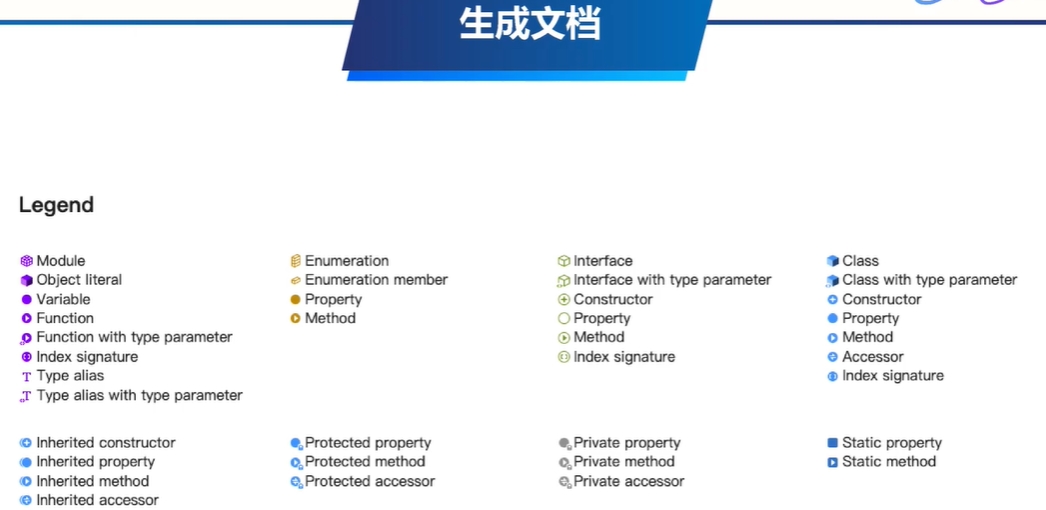 生成文档
Legend
Module
Object literal
Variable
Function
Function with type parameter
Index signature
Type alias
Type alias with type parameter
Enumeration
Enumeration member
Property
Method
Interface
Interface with type parameter
Constructor
Property
Method
Index signature
Class
Class with type parameter
Constructor
Property
Method
Accessor
Index signature
Inherited constructor
Inherited property
Inherited method
Inherited accessor
Protected property
Protected method
Protected accessor
Private property
Private method
Private accessor
Static property
Static method